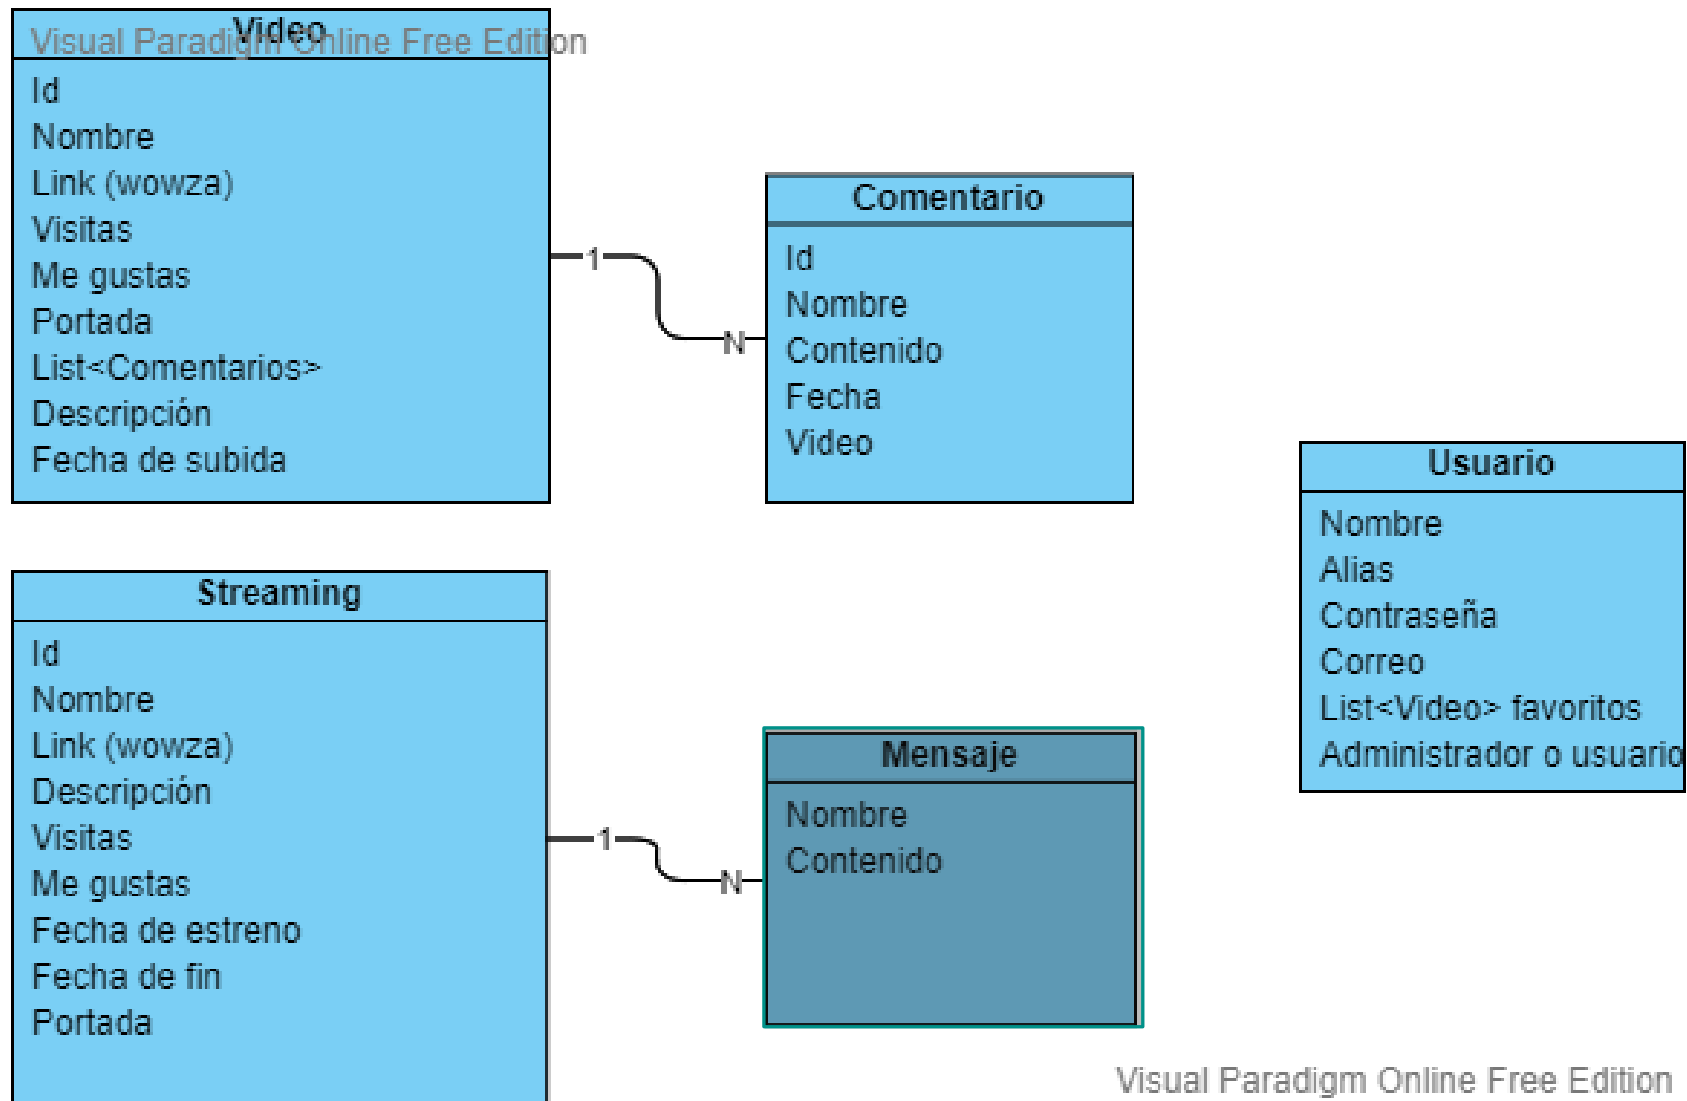 Video
Visual Paradigm Online Free Edition
Id
Nombre
Link (wowza)
Visitas
Me gustas
Portada
List<Comentarios>
Descripción
Fecha de subida
1
N
Comentario
Id
Nombre
Contenido
Fecha
Video
Usuario
Nombre
Alias
Contraseña
Correo
List<Video> favoritos
Administrador o usuario
Streaming
Id
Nombre
Link (wowza)
Descripción
Visitas
Me gustas
Fecha de estreno
Fecha de fin
Portada
1
N
Mensaje
Nombre
Contenido
Visual Paradigm Online Free Edition